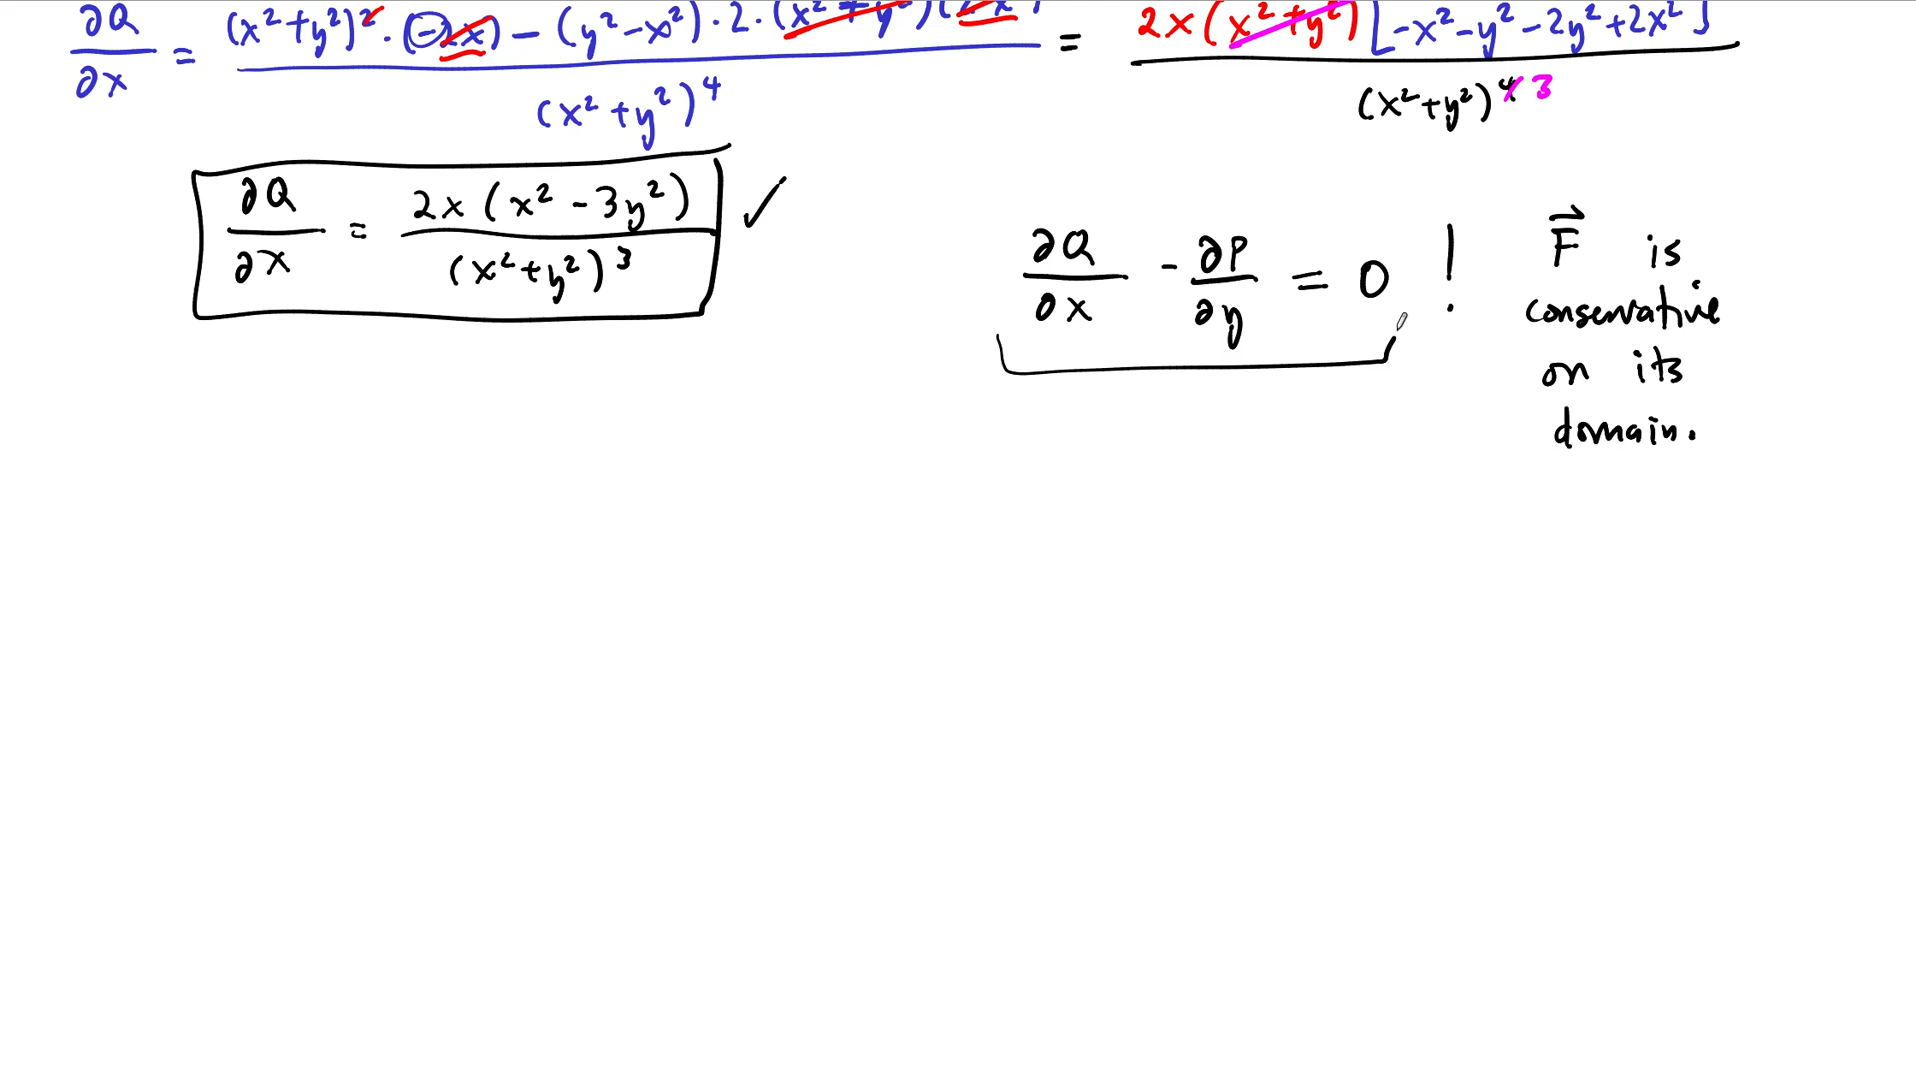 ∂Q/∂x = ((x²+y²)² · (-2x) - (y²-x²) · 2 · (x²+y²)(2x)) / (x²+y²)⁴ = 2x(x²+y²)[-x²-y²-2y²+2x²] / (x²+y²)⁴ 3
∂Q/∂x = 2x(x²-3y²) / (x²+y²)³ ✓
∂Q/∂x - ∂P/∂y = 0 !
F⃗ is
conservative
on its
domain.